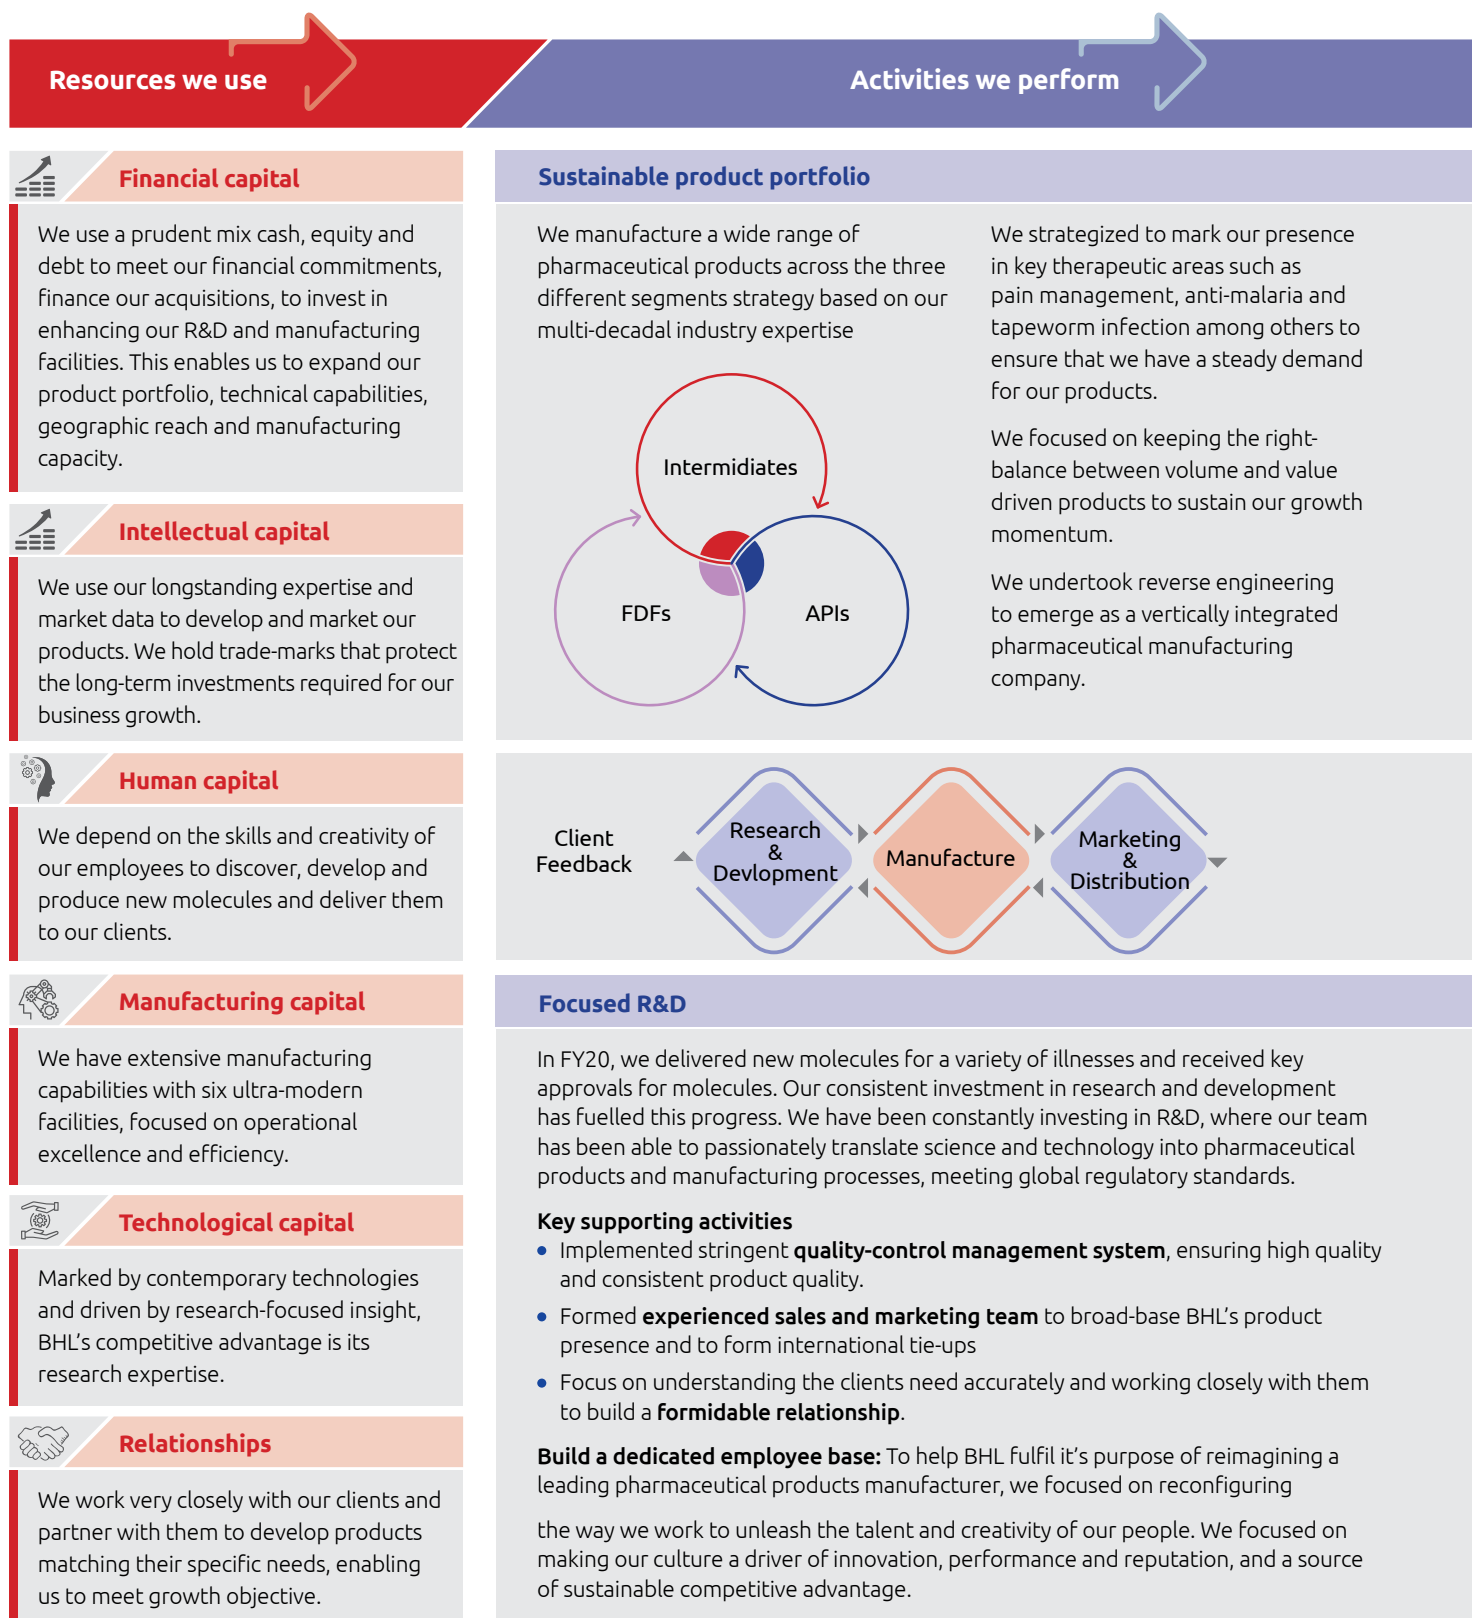 Resources we use
Activities we perform
Financial capital
We use a prudent mix cash, equity and
debt to meet our financial commitments,
finance our acquisitions, to invest in
enhancing our R&D and manufacturing
facilities. This enables us to expand our
product portfolio, technical capabilities,
geographic reach and manufacturing
capacity.
Intellectual capital
We use our longstanding expertise and
market data to develop and market our
products. We hold trade-marks that protect
the long-term investments required for our
business growth.
Human capital
We depend on the skills and creativity of
our employees to discover, develop and
produce new molecules and deliver them
to our clients.
Manufacturing capital
We have extensive manufacturing
capabilities with six ultra-modern
facilities, focused on operational
excellence and efficiency.
Technological capital
Marked by contemporary technologies
and driven by research-focused insight,
BHL's competitive advantage is its
research expertise.
Relationships
We work very closely with our clients and
partner with them to develop products
matching their specific needs, enabling
us to meet growth objective.
Sustainable product portfolio
We manufacture a wide range of
pharmaceutical products across the three
different segments strategy based on our
multi-decadal industry expertise
Intermidiates
FDFs
APIs
We strategized to mark our presence
in key therapeutic areas such as
pain management, anti-malaria and
tapeworm infection among others to
ensure that we have a steady demand
for our products.
We focused on keeping the right-
balance between volume and value
driven products to sustain our growth
momentum.
We undertook reverse engineering
to emerge as a vertically integrated
pharmaceutical manufacturing
company.
Client
Feedback
Research
&
Devlopment
Manufacture
Marketing
&
Distribution
Focused R&D
In FY20, we delivered new molecules for a variety of illnesses and received key
approvals for molecules. Our consistent investment in research and development
has fuelled this progress. We have been constantly investing in R&D, where our team
has been able to passionately translate science and technology into pharmaceutical
products and manufacturing processes, meeting global regulatory standards.
Key supporting activities
• Implemented stringent quality-control management system, ensuring high quality
and consistent product quality.
• Formed experienced sales and marketing team to broad-base BHL's product
presence and to form international tie-ups
• Focus on understanding the clients need accurately and working closely with them
to build a formidable relationship.
Build a dedicated employee base: To help BHL fulfil it's purpose of reimagining a
leading pharmaceutical products manufacturer, we focused on reconfiguring
the way we work to unleash the talent and creativity of our people. We focused on
making our culture a driver of innovation, performance and reputation, and a source
of sustainable competitive advantage.